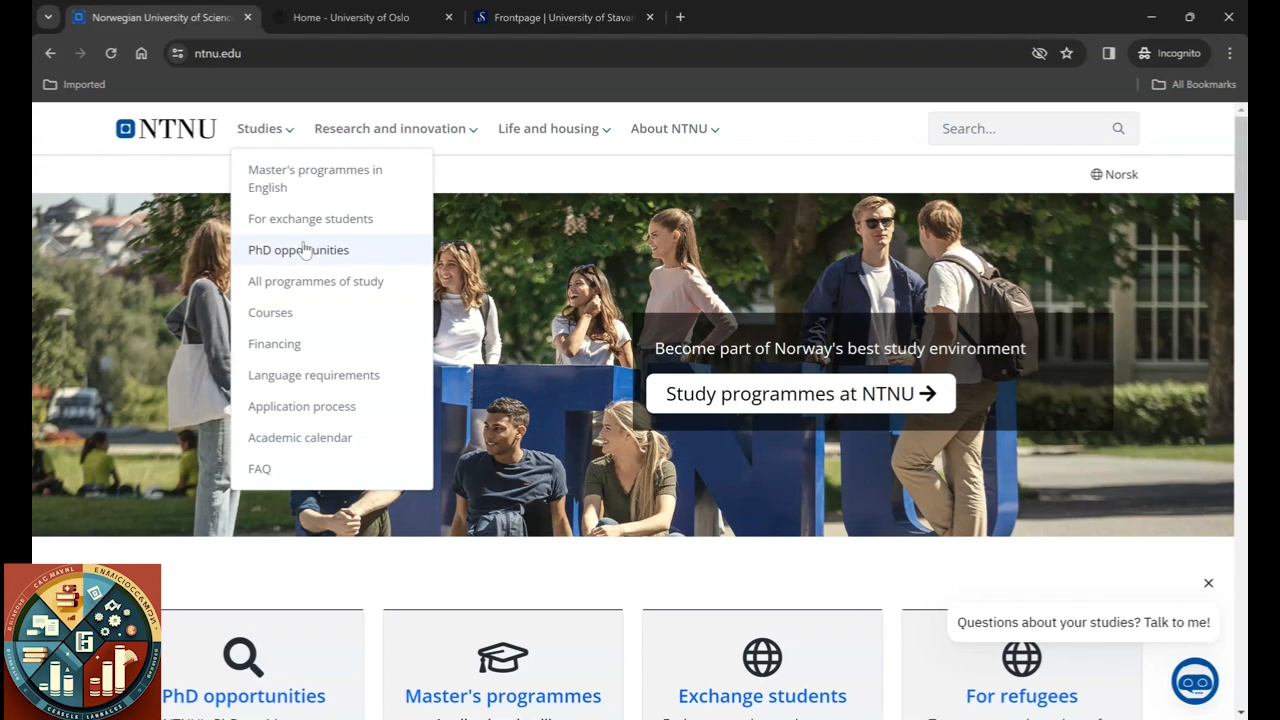 Norwegian University of Scienc
Home - University of Oslo
Frontpage | University of Stavan
ntnu.edu
Incognito
Imported
All Bookmarks
NTNU
Studies
Research and innovation
Life and housing
About NTNU
Search...
Norsk
Master's programmes in
English
For exchange students
PhD opportunities
All programmes of study
Courses
Financing
Language requirements
Application process
Academic calendar
FAQ
Become part of Norway's best study environment
Study programmes at NTNU
Questions about your studies? Talk to me!
PhD opportunities
Master's programmes
Exchange students
For refugees